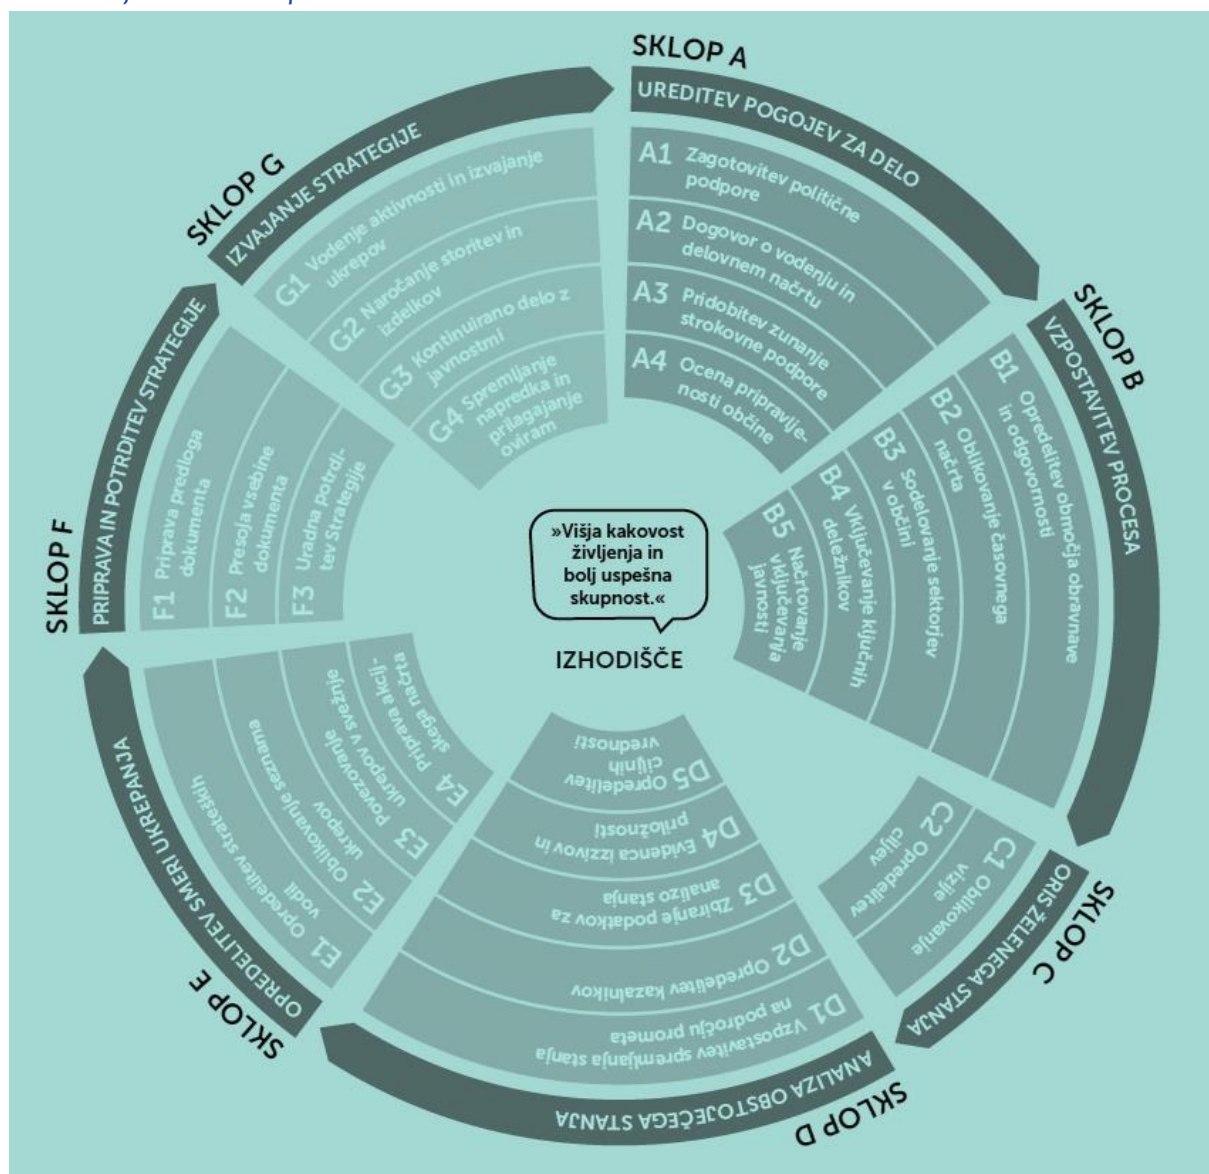 SKLOP A
UREDITEV POGOJEV ZA DELO
A1 Zagotovitev politične
podpore
A2 Dogovor o vodenju in
delovnem načrtu
A3 Pridobitev zunanje
strokovne podpore
A4 Ocena pripravlje-
nosti občine
SKLOP B
VZPOSTAVITEV PROCESA
B1 Opredelitev območja obravnave
in odgovornosti
B2 Oblikovanje časovnega
načrta
B3 Sodelovanje sektorjev
v občini
B4 Vključevanje ključnih
deležnikov
B5 Načrtovanje
vključevanja
javnosti
SKLOP C
ORIS ŽELENEGA STANJA
C1 Oblikovanje
vizije
C2 Opredelitev
ciljev
SKLOP D
ANALIZA OBSTOJEČEGA STANJA
D1 Vzpostavitev spremljanja stanja
na področju prometa
D2 Opredelitev kazalnikov
D3 Zbiranje podatkov za
analizo stanja
D4 Evidenca izzivov in
priložnosti
D5 Opredelitev
ciljnih
vrednosti
SKLOP E
OPREDELITEV SMERI UKREPANJA
E1 Opredelitev strateških
vodil
E2 Oblikovanje seznama
ukrepov
E3 Povezovanje
ukrepov v svežnje
E4 Priprava akcij-
skega načrta
SKLOP F
PRIPRAVA IN POTRDITEV STRATEGIJE
F1 Priprava predloga
dokumenta
F2 Presoja vsebine
dokumenta
F3 Uradna potrdi-
tev Strategije
SKLOP G
IZVAJANJE STRATEGIJE
G1 Vodenje aktivnosti in izvajanje
ukrepov
G2 Naročanje storitev in
izdelkov
G3 Kontinuirano delo z
javnostmi
G4 Spremljanje
napredka in
prilagajanje
oviram
»Višja kakovost
življenja in
bolj uspešna
skupnost.«
IZHODIŠČE